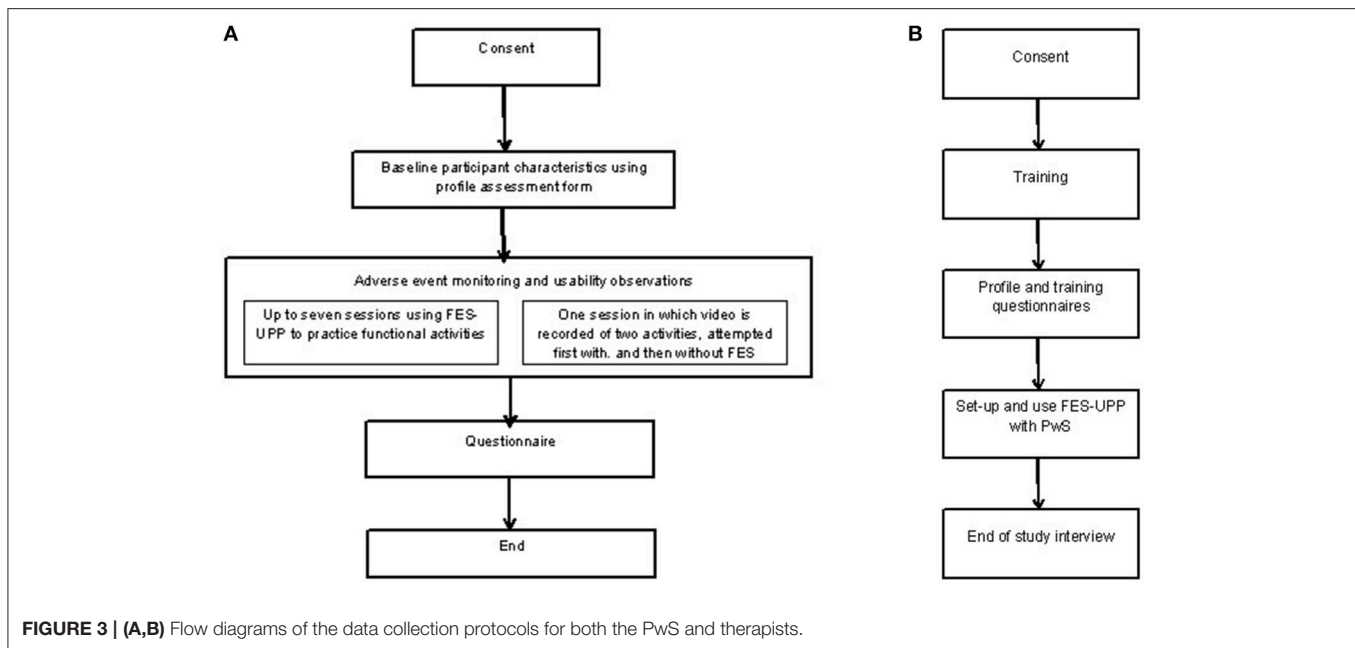 A
Consent
Baseline participant characteristics using
profile assessment form
Adverse event monitoring and usability observations
Up to seven sessions using FES-
UPP to practice functional activities
One session in which video is
recorded of two activities, attempted
first with. and then without FES
Questionnaire
End
B
Consent
Training
Profile and training
questionnaires
Set-up and use FES-UPP
with PwS
End of study interview
FIGURE 3 | (A,B) Flow diagrams of the data collection protocols for both the PwS and therapists.